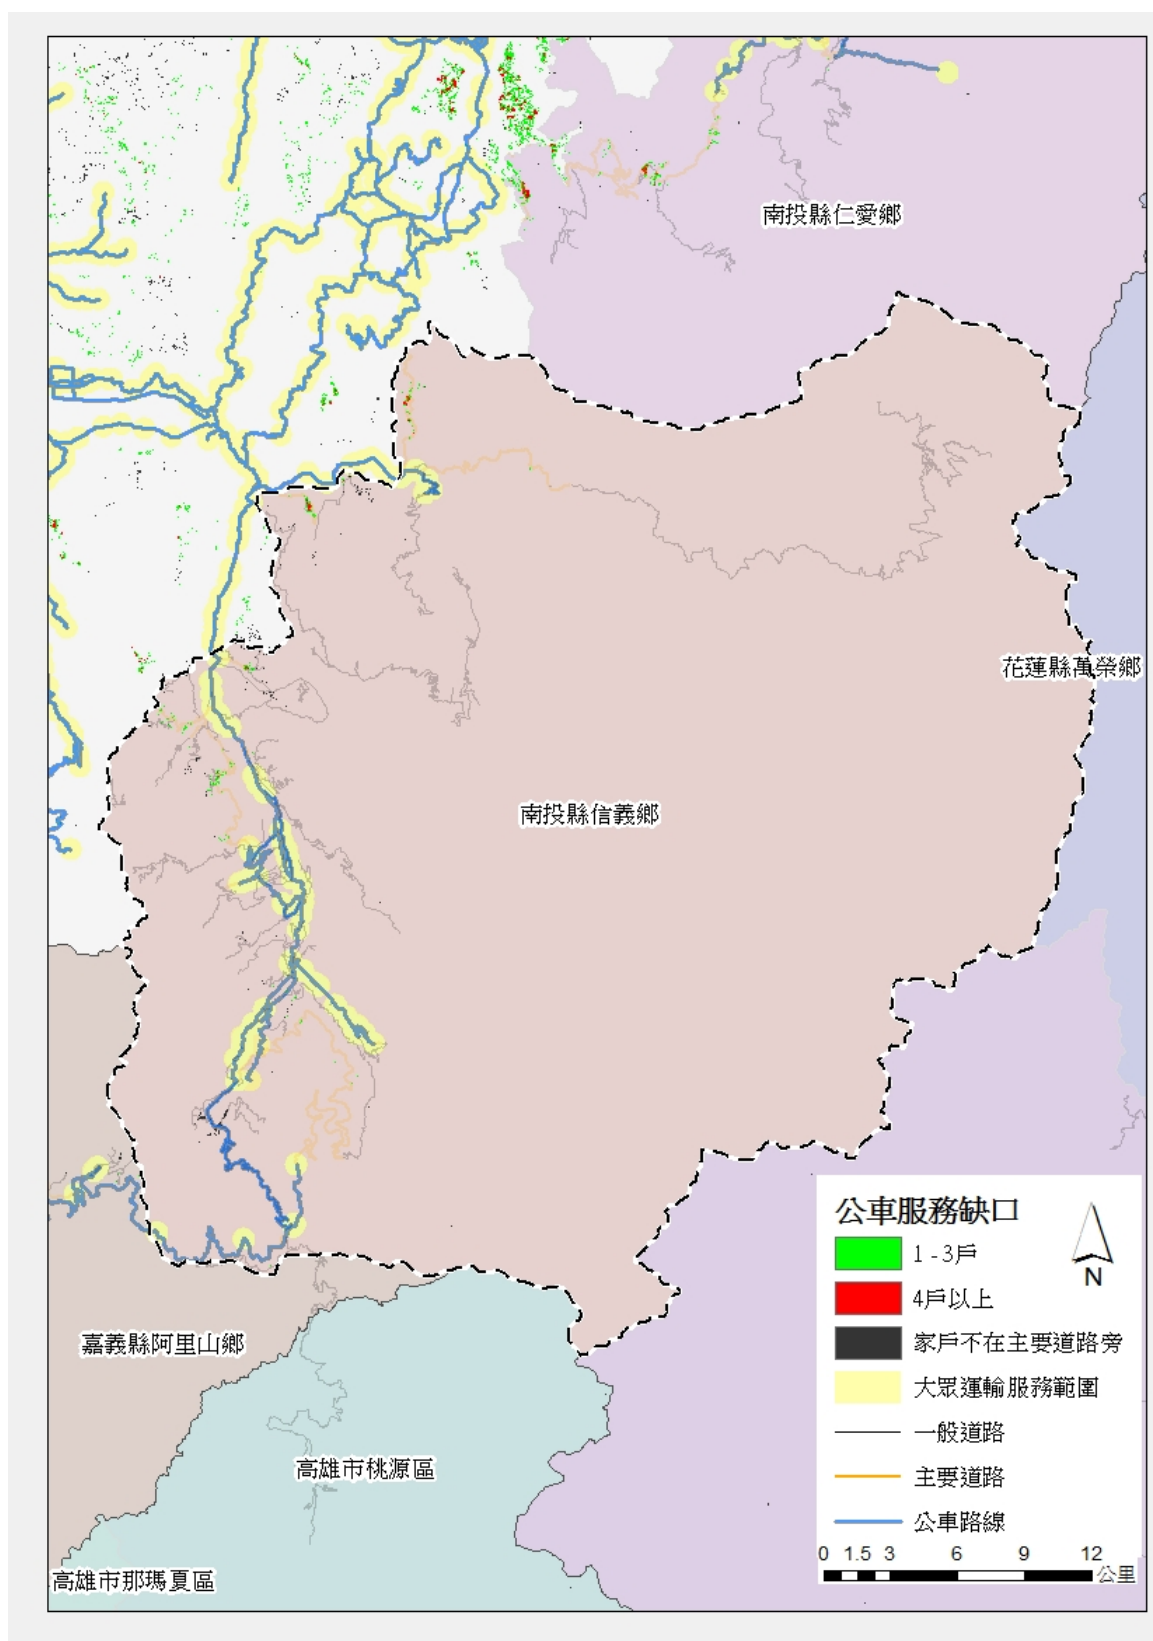 南投縣仁愛鄉
花蓮縣萬榮鄉
南投縣信義鄉
嘉義縣阿里山鄉
高雄市桃源區
高雄市那瑪夏區
公車服務缺口
1 - 3戶
4戶以上
家戶不在主要道路旁
大眾運輸服務範圍
一般道路
主要道路
公車路線
N
0 1.5 3 6 9 12
公里